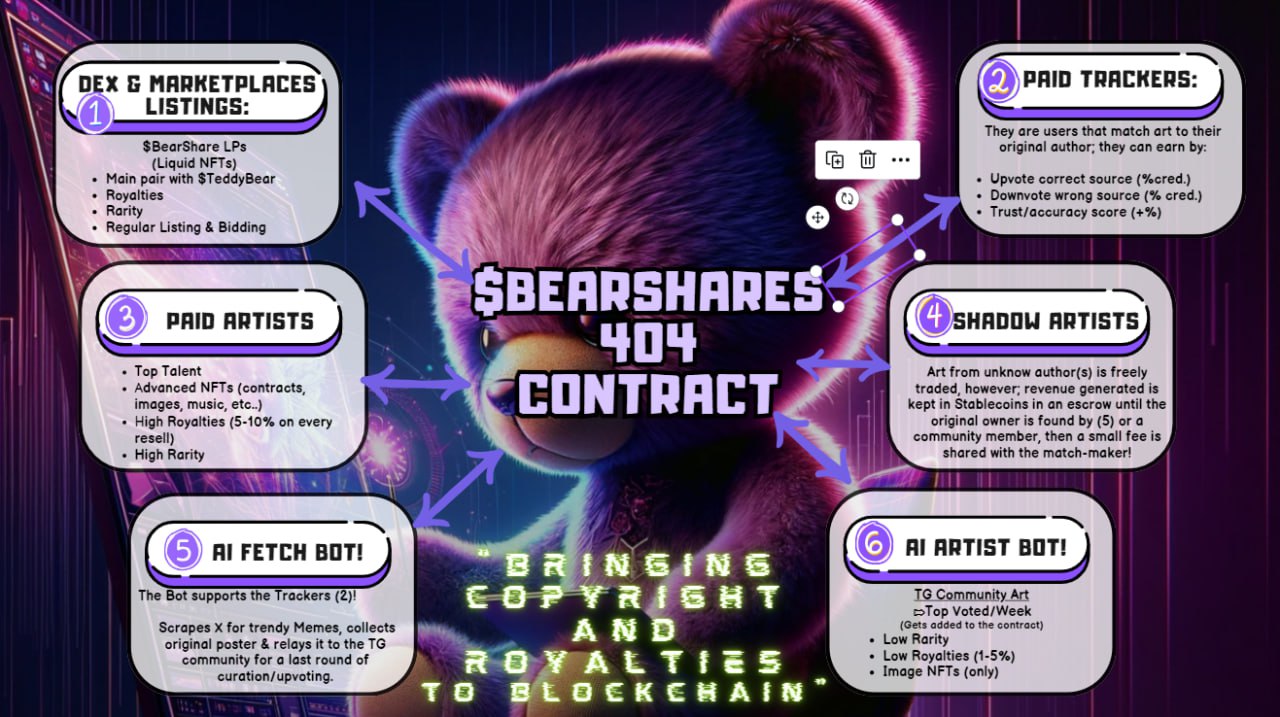 DEX & MARKETPLACES
LISTINGS:
1
$BearShare LPs
(Liquid NFTs)
• Main pair with $TeddyBear
• Royalties
• Rarity
• Regular Listing & Bidding
2
PAID TRACKERS:
They are users that match art to their
original author; they can earn by:
• Upvote correct source (%cred.)
• Downvote wrong source (% cred.)
• Trust/accuracy score (+%)
$BEARSHARES
404
CONTRACT
3
PAID ARTISTS
• Top Talent
• Advanced NFTs (contracts,
images, music, etc..)
• High Royalties (5-10% on every
resell)
• High Rarity
4
SHADOW ARTISTS
Art from unknow author(s) is freely
traded, however; revenue generated is
kept in Stablecoins in an escrow until the
original owner is found by (5) or a
community member, then a small fee is
shared with the match-maker!
5
AI FETCH BOT!
The Bot supports the Trackers (2)!
Scrapes X for trendy Memes, collects
original poster & relays it to the TG
community for a last round of
curation/upvoting.
6
AI ARTIST BOT!
TG Community Art
⇨Top Voted/Week
(Gets added to the contract)
• Low Rarity
• Low Royalties (1-5%)
• Image NFTs (only)
"BRINGING
COPYRIGHT
AND
ROYALTIES
TO BLOCKCHAIN"